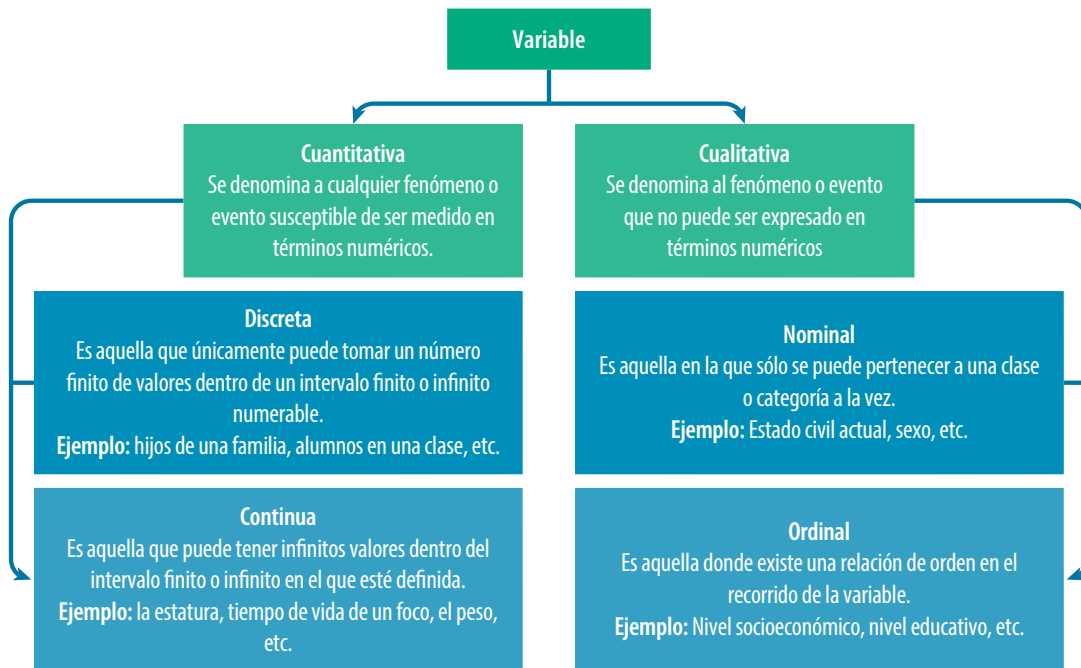 Variable
Cuantitativa
Se denomina a cualquier fenómeno o
evento susceptible de ser medido en
términos numéricos.
Cualitativa
Se denomina al fenómeno o evento
que no puede ser expresado en
términos numéricos
Discreta
Es aquella que únicamente puede tomar un número
finito de valores dentro de un intervalo finito o infinito
numerable.
Ejemplo: hijos de una familia, alumnos en una clase, etc.
Nominal
Es aquella en la que sólo se puede pertenecer a una clase
o categoría a la vez.
Ejemplo: Estado civil actual, sexo, etc.
Continua
Es aquella que puede tener infinitos valores dentro del
intervalo finito o infinito en el que esté definida.
Ejemplo: la estatura, tiempo de vida de un foco, el peso,
etc.
Ordinal
Es aquella donde existe una relación de orden en el
recorrido de la variable.
Ejemplo: Nivel socioeconómico, nivel educativo, etc.